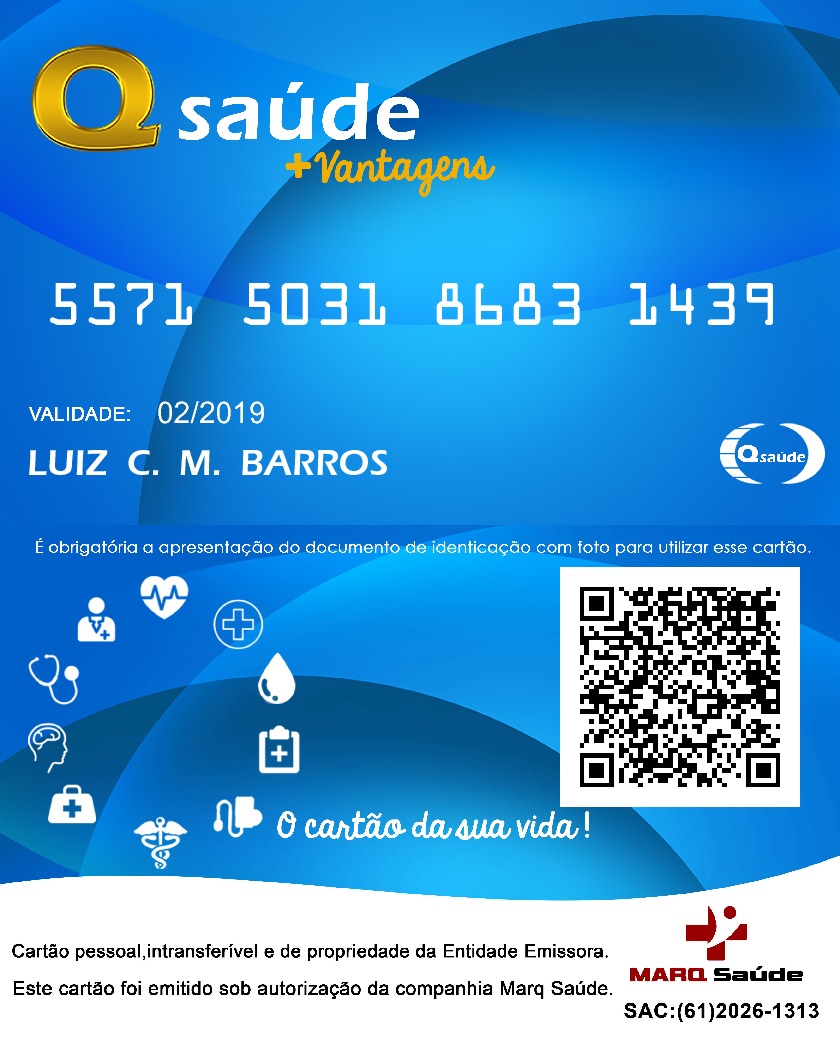 Q saúde
+Vantagens
5571 5031 8683 1439
VALIDADE: 02/2019
LUIZ C. M. BARROS
Qsaúde
É obrigatória a apresentação do documento de identicação com foto para utilizar esse cartão.
O cartão da sua vida!
Cartão pessoal,intransferível e de propriedade da Entidade Emissora.
MARQ Saúde
Este cartão foi emitido sob autorização da companhia Marq Saúde.
SAC:(61)2026-1313